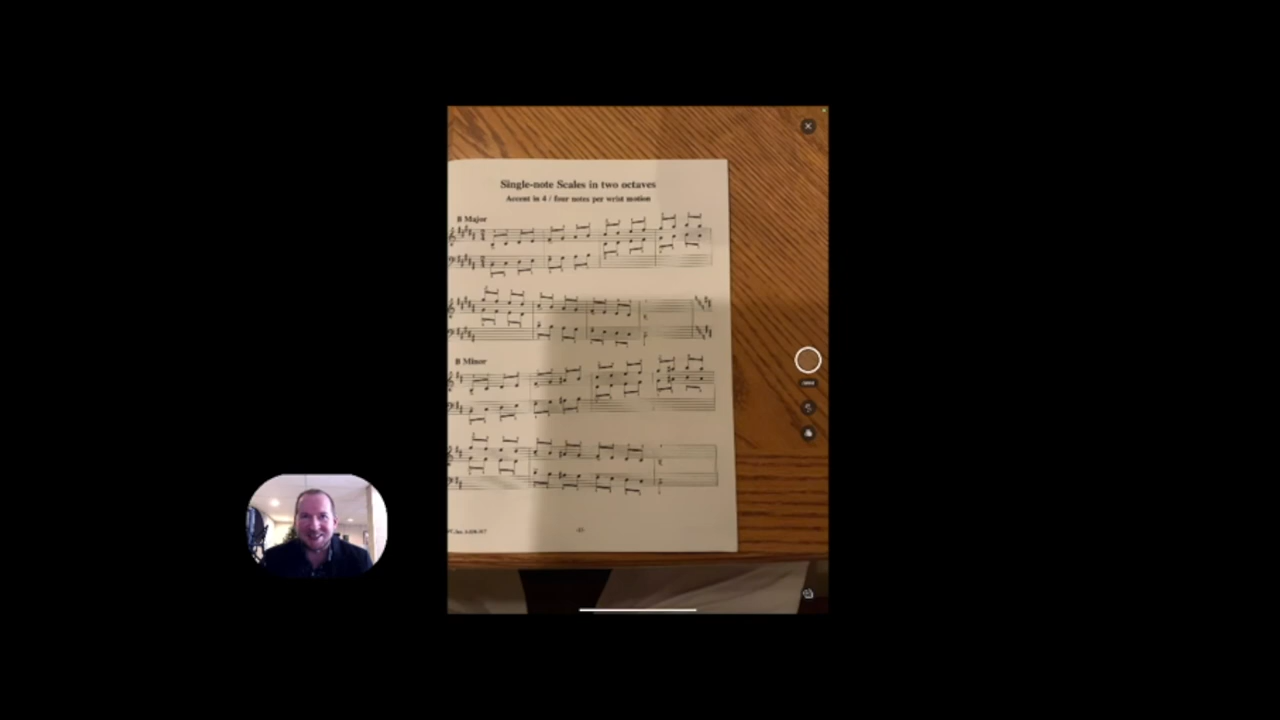 Single-note Scales in two octaves
Accent in 4 / four notes per wrist motion
B Major
B Minor